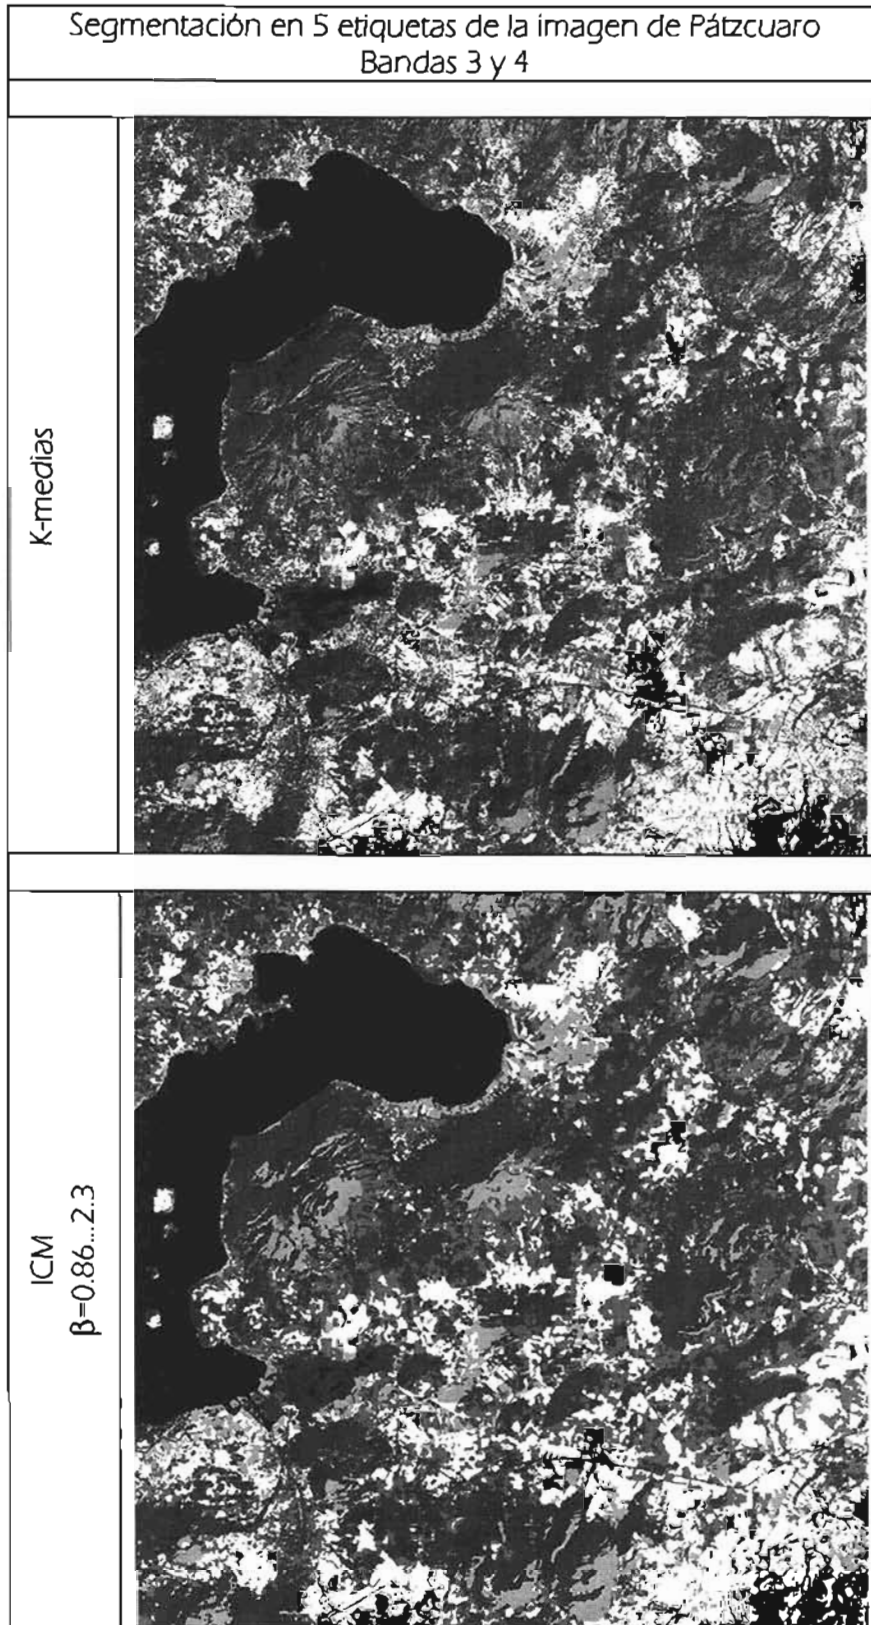 Segmentación en 5 etiquetas de la imagen de Pátzcuaro
Bandas 3 y 4
K-medias
ICM
β=0.86...2.3